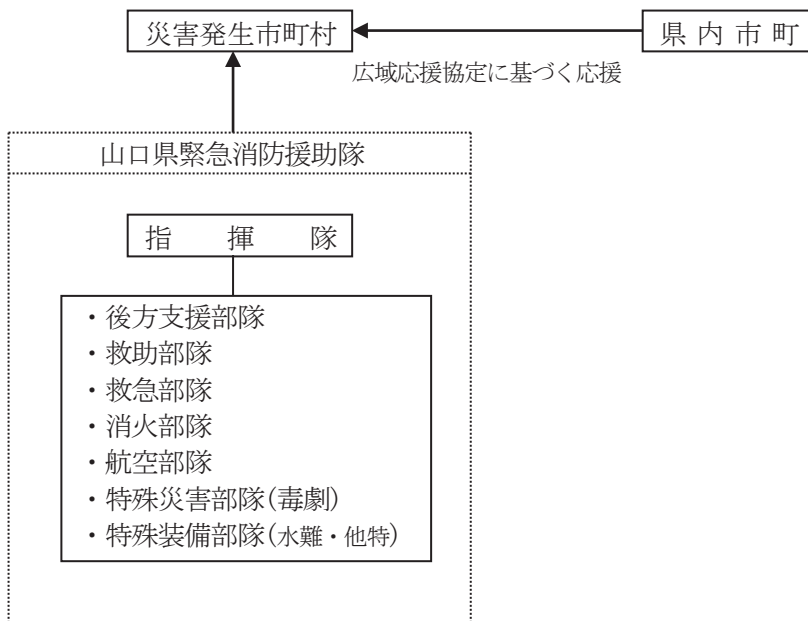 災害発生市町村
県内市町
広域応援協定に基づく応援
山口県緊急消防援助隊
指揮隊
・後方支援部隊
・救助部隊
・救急部隊
・消火部隊
・航空部隊
・特殊災害部隊(毒劇)
・特殊装備部隊(水難・他特)